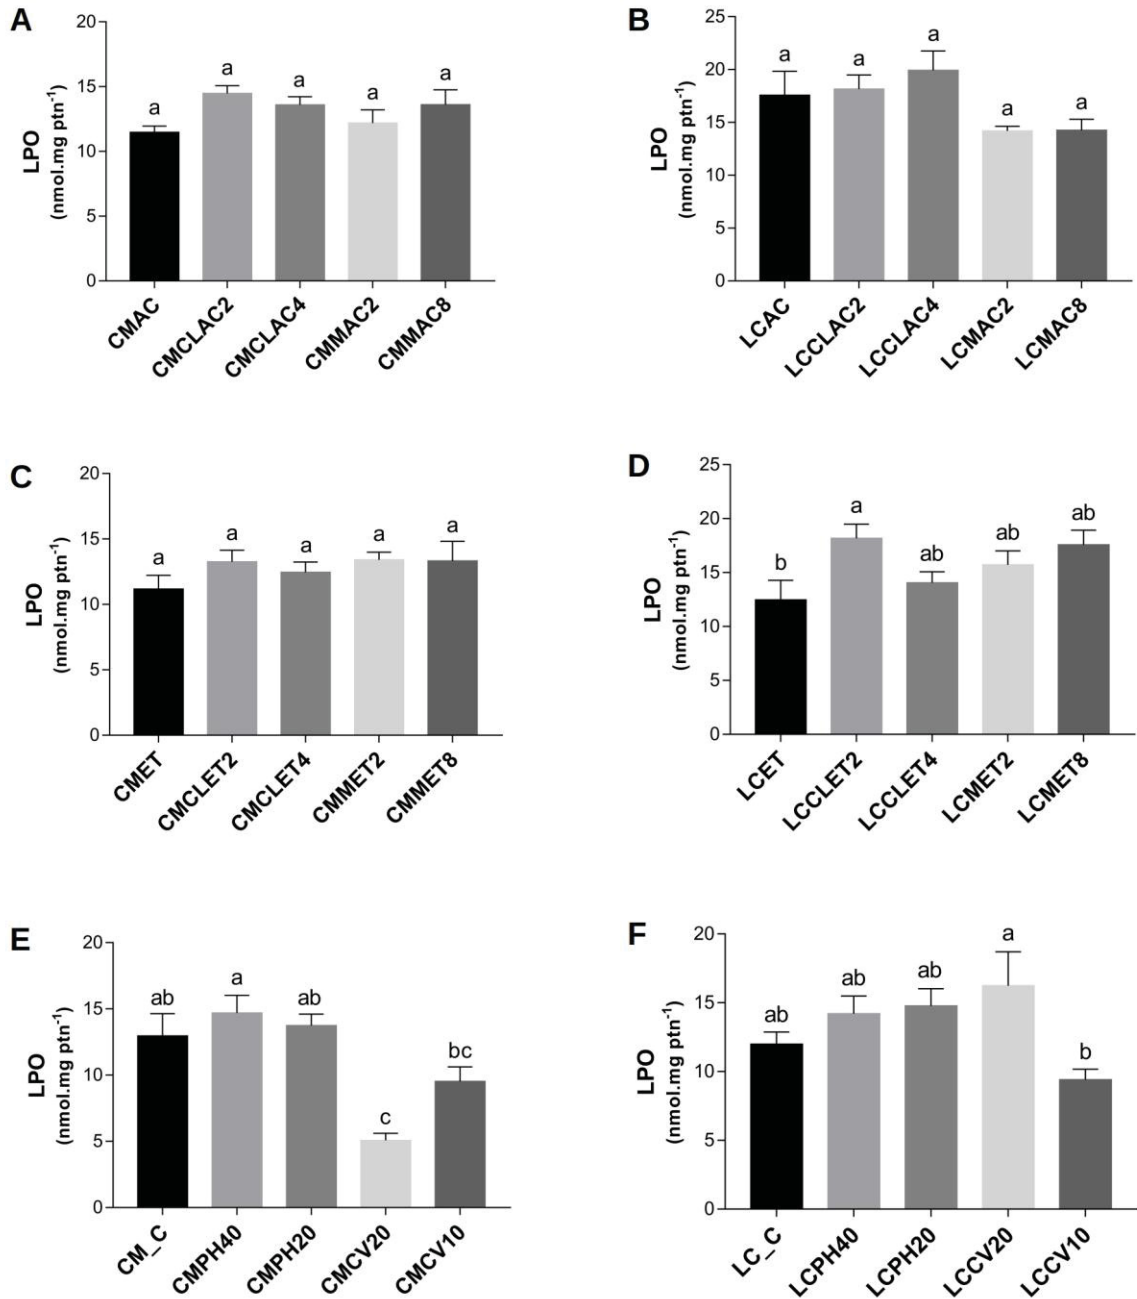 A
LPO
(nmol.mg ptn⁻¹)
20
15
10
5
0
a
a
a
a
a
CMAC
CMCLAC2
CMCLAC4
CMMAC2
CMMAC8
B
LPO
(nmol.mg ptn⁻¹)
25
20
15
10
5
0
a
a
a
a
a
LCAC
LCCLAC2
LCCLAC4
LCMAC2
LCMAC8
C
LPO
(nmol.mg ptn⁻¹)
20
15
10
5
0
a
a
a
a
a
CMET
CMCLET2
CMCLET4
CMMET2
CMMET8
D
LPO
(nmol.mg ptn⁻¹)
25
20
15
10
5
0
b
a
ab
ab
ab
LCET
LCCLET2
LCCLET4
LCMET2
LCMET8
E
LPO
(nmol.mg ptn⁻¹)
20
15
10
5
0
ab
a
ab
c
bc
CM_C
CMPH40
CMPH20
CMCV20
CMCV10
F
LPO
(nmol.mg ptn⁻¹)
20
15
10
5
0
ab
ab
ab
a
b
LC_C
LCPH40
LCPH20
LCCV20
LCCV10